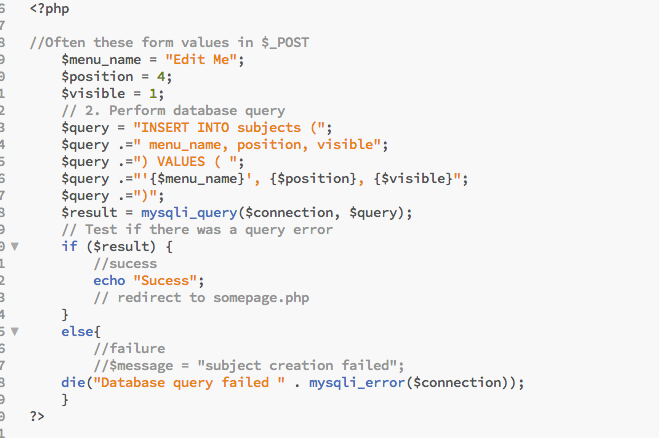 6 <?php
7
8 //Often these form values in $_POST
9     $menu_name = "Edit Me";
0     $position = 4;
1     $visible = 1;
2     // 2. Perform database query
3     $query = "INSERT INTO subjects (";
4     $query .=" menu_name, position, visible";
5     $query .=") VALUES ( ";
6     $query .="'{$menu_name}', {$position}, {$visible}";
7     $query .=")";
8     $result = mysqli_query($connection, $query);
9     // Test if there was a query error
0 ▼   if ($result) {
1         //sucess
2         echo "Sucess";
3         // redirect to somepage.php
4     }
5 ▼   else{
6         //failure
7         //$message = "subject creation failed";
8     die("Database query failed " . mysqli_error($connection));
9     }
0 ?>
1